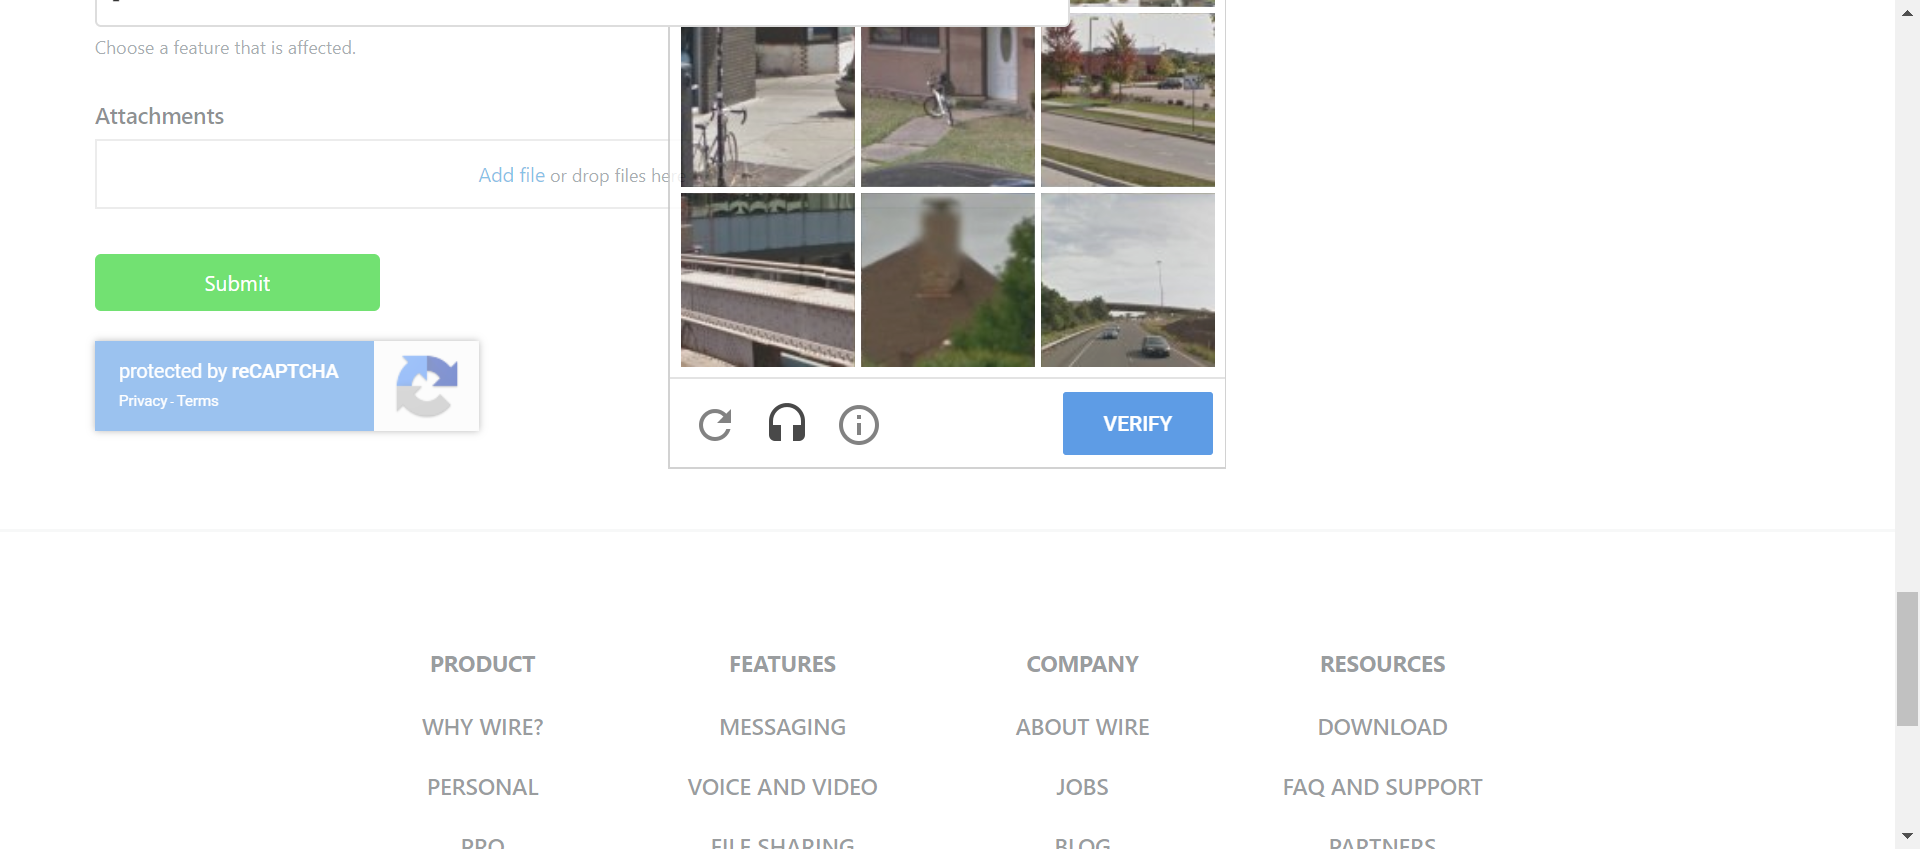 Choose a feature that is affected.
Attachments
Add file or drop files here
Submit
protected by reCAPTCHA
Privacy - Terms
VERIFY
PRODUCT
FEATURES
COMPANY
RESOURCES
WHY WIRE?
MESSAGING
ABOUT WIRE
DOWNLOAD
PERSONAL
VOICE AND VIDEO
JOBS
FAQ AND SUPPORT
PRO
FILE SHARING
BLOG
PARTNERS